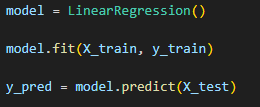 model = LinearRegression()
model.fit(X_train, y_train)
y_pred = model.predict(X_test)